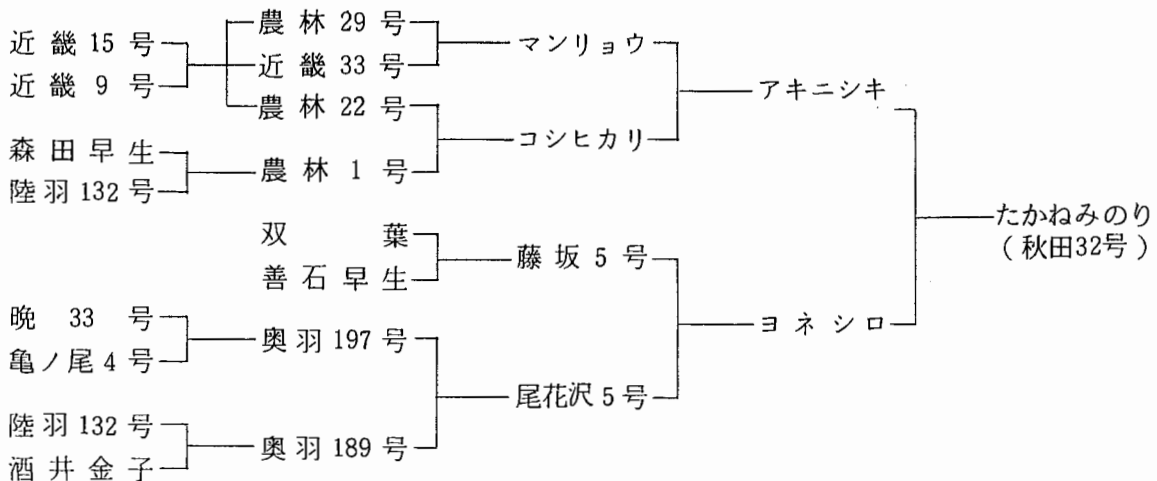 近畿 15 号
近畿 9 号
森田早生
陸羽 132 号
晩 33 号
亀ノ尾 4 号
陸羽 132 号
酒井金子
農林 29 号
近畿 33 号
農林 22 号
農林 1 号
双葉
善石早生
奥羽 197 号
奥羽 189 号
マンリョウ
コシヒカリ
藤坂 5 号
尾花沢 5 号
アキニシキ
ヨネシロ
たかねみのり
(秋田32号)